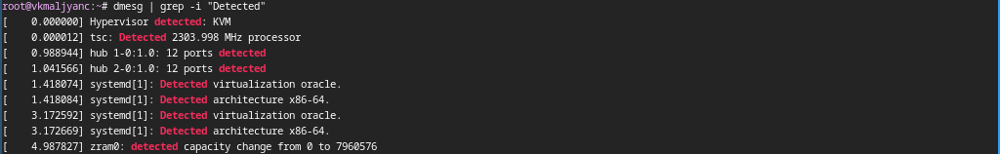 root@vkmaljyanc:~# dmesg | grep -i "Detected"
[    0.000000] Hypervisor detected: KVM
[    0.000012] tsc: Detected 2303.998 MHz processor
[    0.988944] hub 1-0:1.0: 12 ports detected
[    1.041566] hub 2-0:1.0: 12 ports detected
[    1.418074] systemd[1]: Detected virtualization oracle.
[    1.418084] systemd[1]: Detected architecture x86-64.
[    3.172592] systemd[1]: Detected virtualization oracle.
[    3.172669] systemd[1]: Detected architecture x86-64.
[    4.987827] zram0: detected capacity change from 0 to 7960576